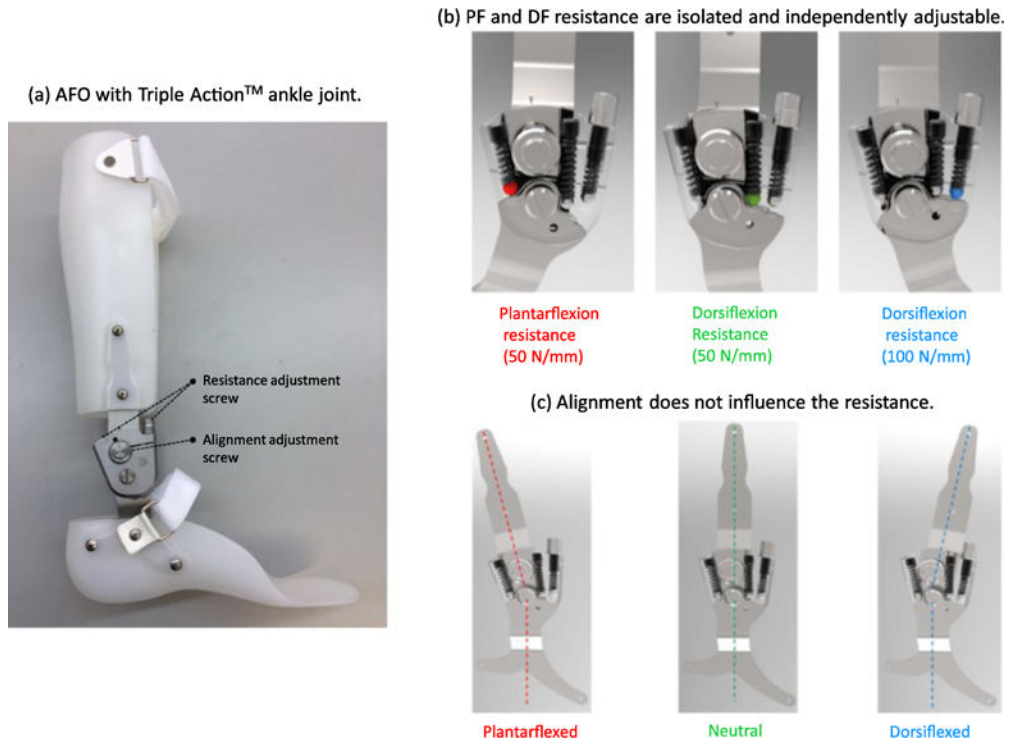 (a) AFO with Triple Action™ ankle joint.
Resistance adjustment
screw
Alignment adjustment
screw
(b) PF and DF resistance are isolated and independently adjustable.
Plantarflexion
resistance
(50 N/mm)
Dorsiflexion
Resistance
(50 N/mm)
Dorsiflexion
resistance
(100 N/mm)
(c) Alignment does not influence the resistance.
Plantarflexed
Neutral
Dorsiflexed